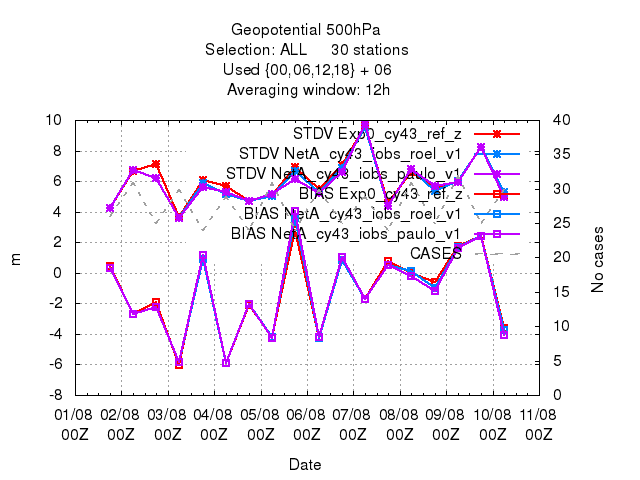 Geopotential 500hPa
Selection: ALL 30 stations
Used {00,06,12,18} + 06
Averaging window: 12h
10 40
STDV Exp0_cy43_ref_z
8 35
STDV NetA_cy43_iobs_roel_v1
6 STDV NetA_cy43_iobs_paulo_v1 30
BIAS Exp0_cy43_ref_z
4 BIAS NetA_cy43_iobs_roel_v1 25
BIAS NetA_cy43_iobs_paulo_v1
2 CASES 20
m No cases
0 15
-2
-4 10
-6 5
-8 0
01/08 02/08 03/08 04/08 05/08 06/08 07/08 08/08 09/08 10/08 11/08
00Z 00Z 00Z 00Z 00Z 00Z 00Z 00Z 00Z 00Z 00Z
Date